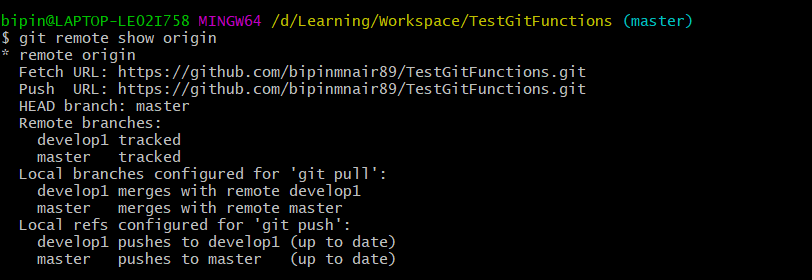 bipin@LAPTOP-LEO2I758 MINGW64 /d/Learning/Workspace/TestGitFunctions (master)
$ git remote show origin
* remote origin
  Fetch URL: https://github.com/bipinmnair89/TestGitFunctions.git
  Push  URL: https://github.com/bipinmnair89/TestGitFunctions.git
  HEAD branch: master
  Remote branches:
    develop1 tracked
    master   tracked
  Local branches configured for 'git pull':
    develop1 merges with remote develop1
    master   merges with remote master
  Local refs configured for 'git push':
    develop1 pushes to develop1 (up to date)
    master   pushes to master   (up to date)